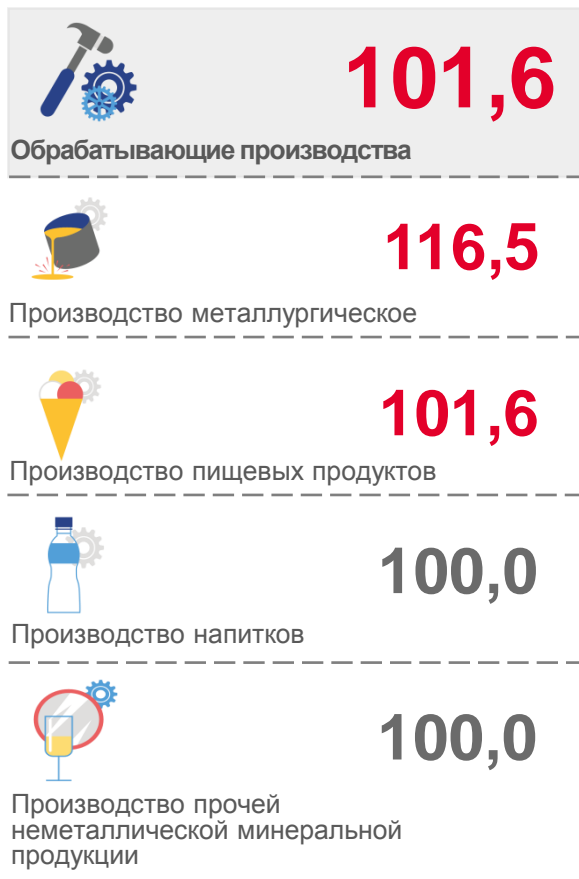 101,6
Обрабатывающие производства
116,5
Производство металлургическое
101,6
Производство пищевых продуктов
100,0
Производство напитков
100,0
Производство прочей
неметаллической минеральной
продукции